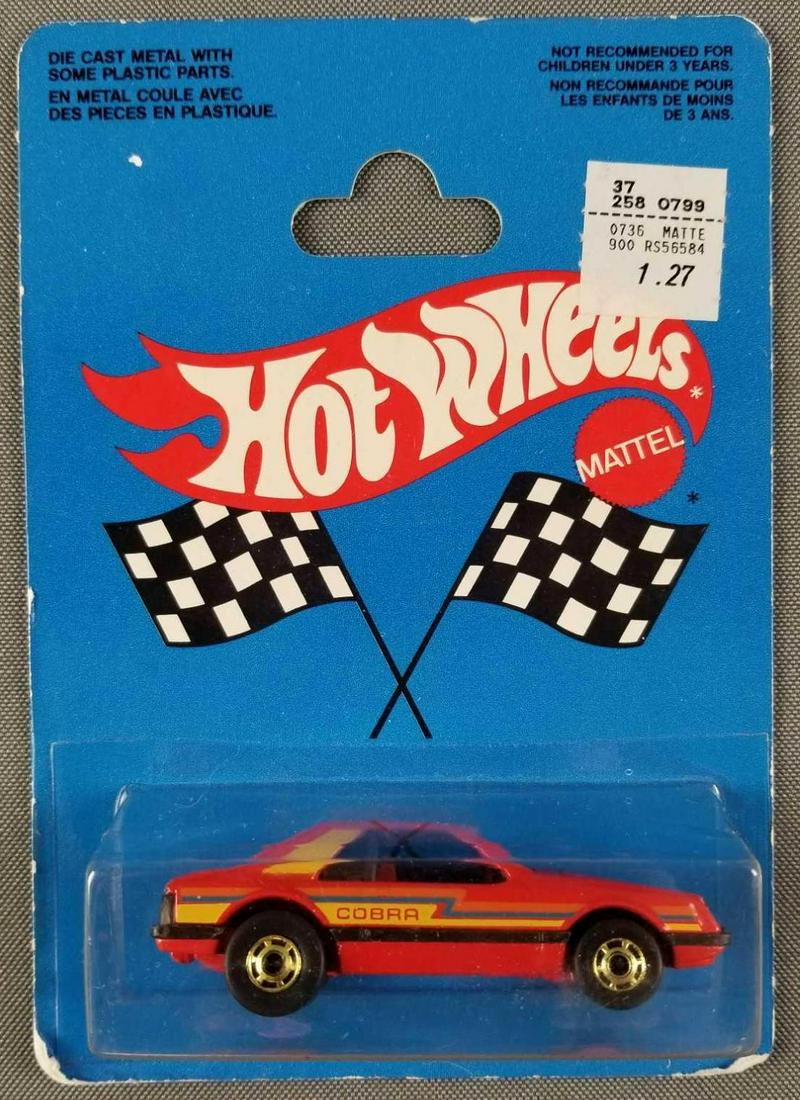 DIE CAST METAL WITH
SOME PLASTIC PARTS.
EN METAL COULE AVEC
DES PIECES EN PLASTIQUE.
NOT RECOMMENDED FOR
CHILDREN UNDER 3 YEARS.
NON RECOMMANDE POUR
LES ENFANTS DE MOINS
DE 3 ANS.
37
258 0799
0736 MATTE
900 RS56584
1.27
HOT WHEELS*
MATTEL*
COBRA